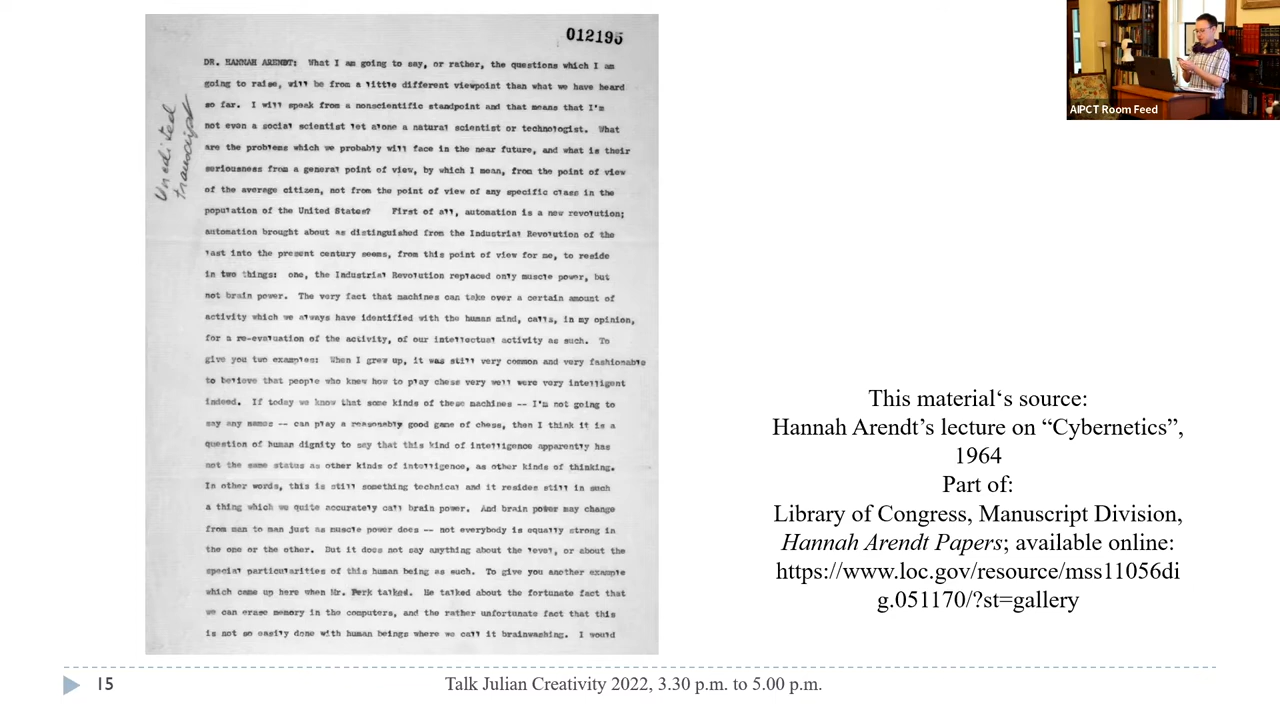 012195
DR. HANNAH ARENDT: What I am going to say, or rather, the questions which I am
going to raise, will be from a little different viewpoint than what we have heard
so far. I will speak from a nonscientific standpoint and that means that I'm
not even a social scientist let alone a natural scientist or technologist. What
are the problems which we probably will face in the near future, and what is their
seriousness from a general point of view, by which I mean, from the point of view
of the average citizen, not from the point of view of any specific class in the
population of the United States? First of all, automation is a new revolution;
automation brought about as distinguished from the Industrial Revolution of the
last into the present century seems, from this point of view for me, to reside
in two things: one, the Industrial Revolution replaced only muscle power, but
not brain power. The very fact that machines can take over a certain amount of
activity which we always have identified with the human mind, calls, in my opinion,
for a re-evaluation of the activity, of our intellectual activity as such. To
give you two examples: When I grew up, it was still very common and very fashionable
to believe that people who knew how to play chess very well were very intelligent
indeed. If today we know that some kinds of these machines -- I'm not going to
say any names -- can play a reasonably good game of chess, then I think it is a
question of human dignity to say that this kind of intelligence apparently has
not the same status as other kinds of intelligence, as other kinds of thinking.
In other words, this is still something technical and it resides still in such
a thing which we quite accurately call brain power. And brain power may change
from man to man just as muscle power does -- not everybody is equally strong in
the one or the other. But it does not say anything about the level, or about the
special particularities of this human being as such. To give you another example
which came up here when Mr. Perk talked. He talked about the fortunate fact that
we can erase memory in the computers, and the rather unfortunate fact that this
is not so easily done with human beings where we call it brainwashing. I would
Unedited
transcript
AIPCT Room Feed
This material‘s source:
Hannah Arendt’s lecture on “Cybernetics”,
1964
Part of:
Library of Congress, Manuscript Division,
Hannah Arendt Papers; available online:
https://www.loc.gov/resource/mss11056di
g.051170/?st=gallery
15
Talk Julian Creativity 2022, 3.30 p.m. to 5.00 p.m.